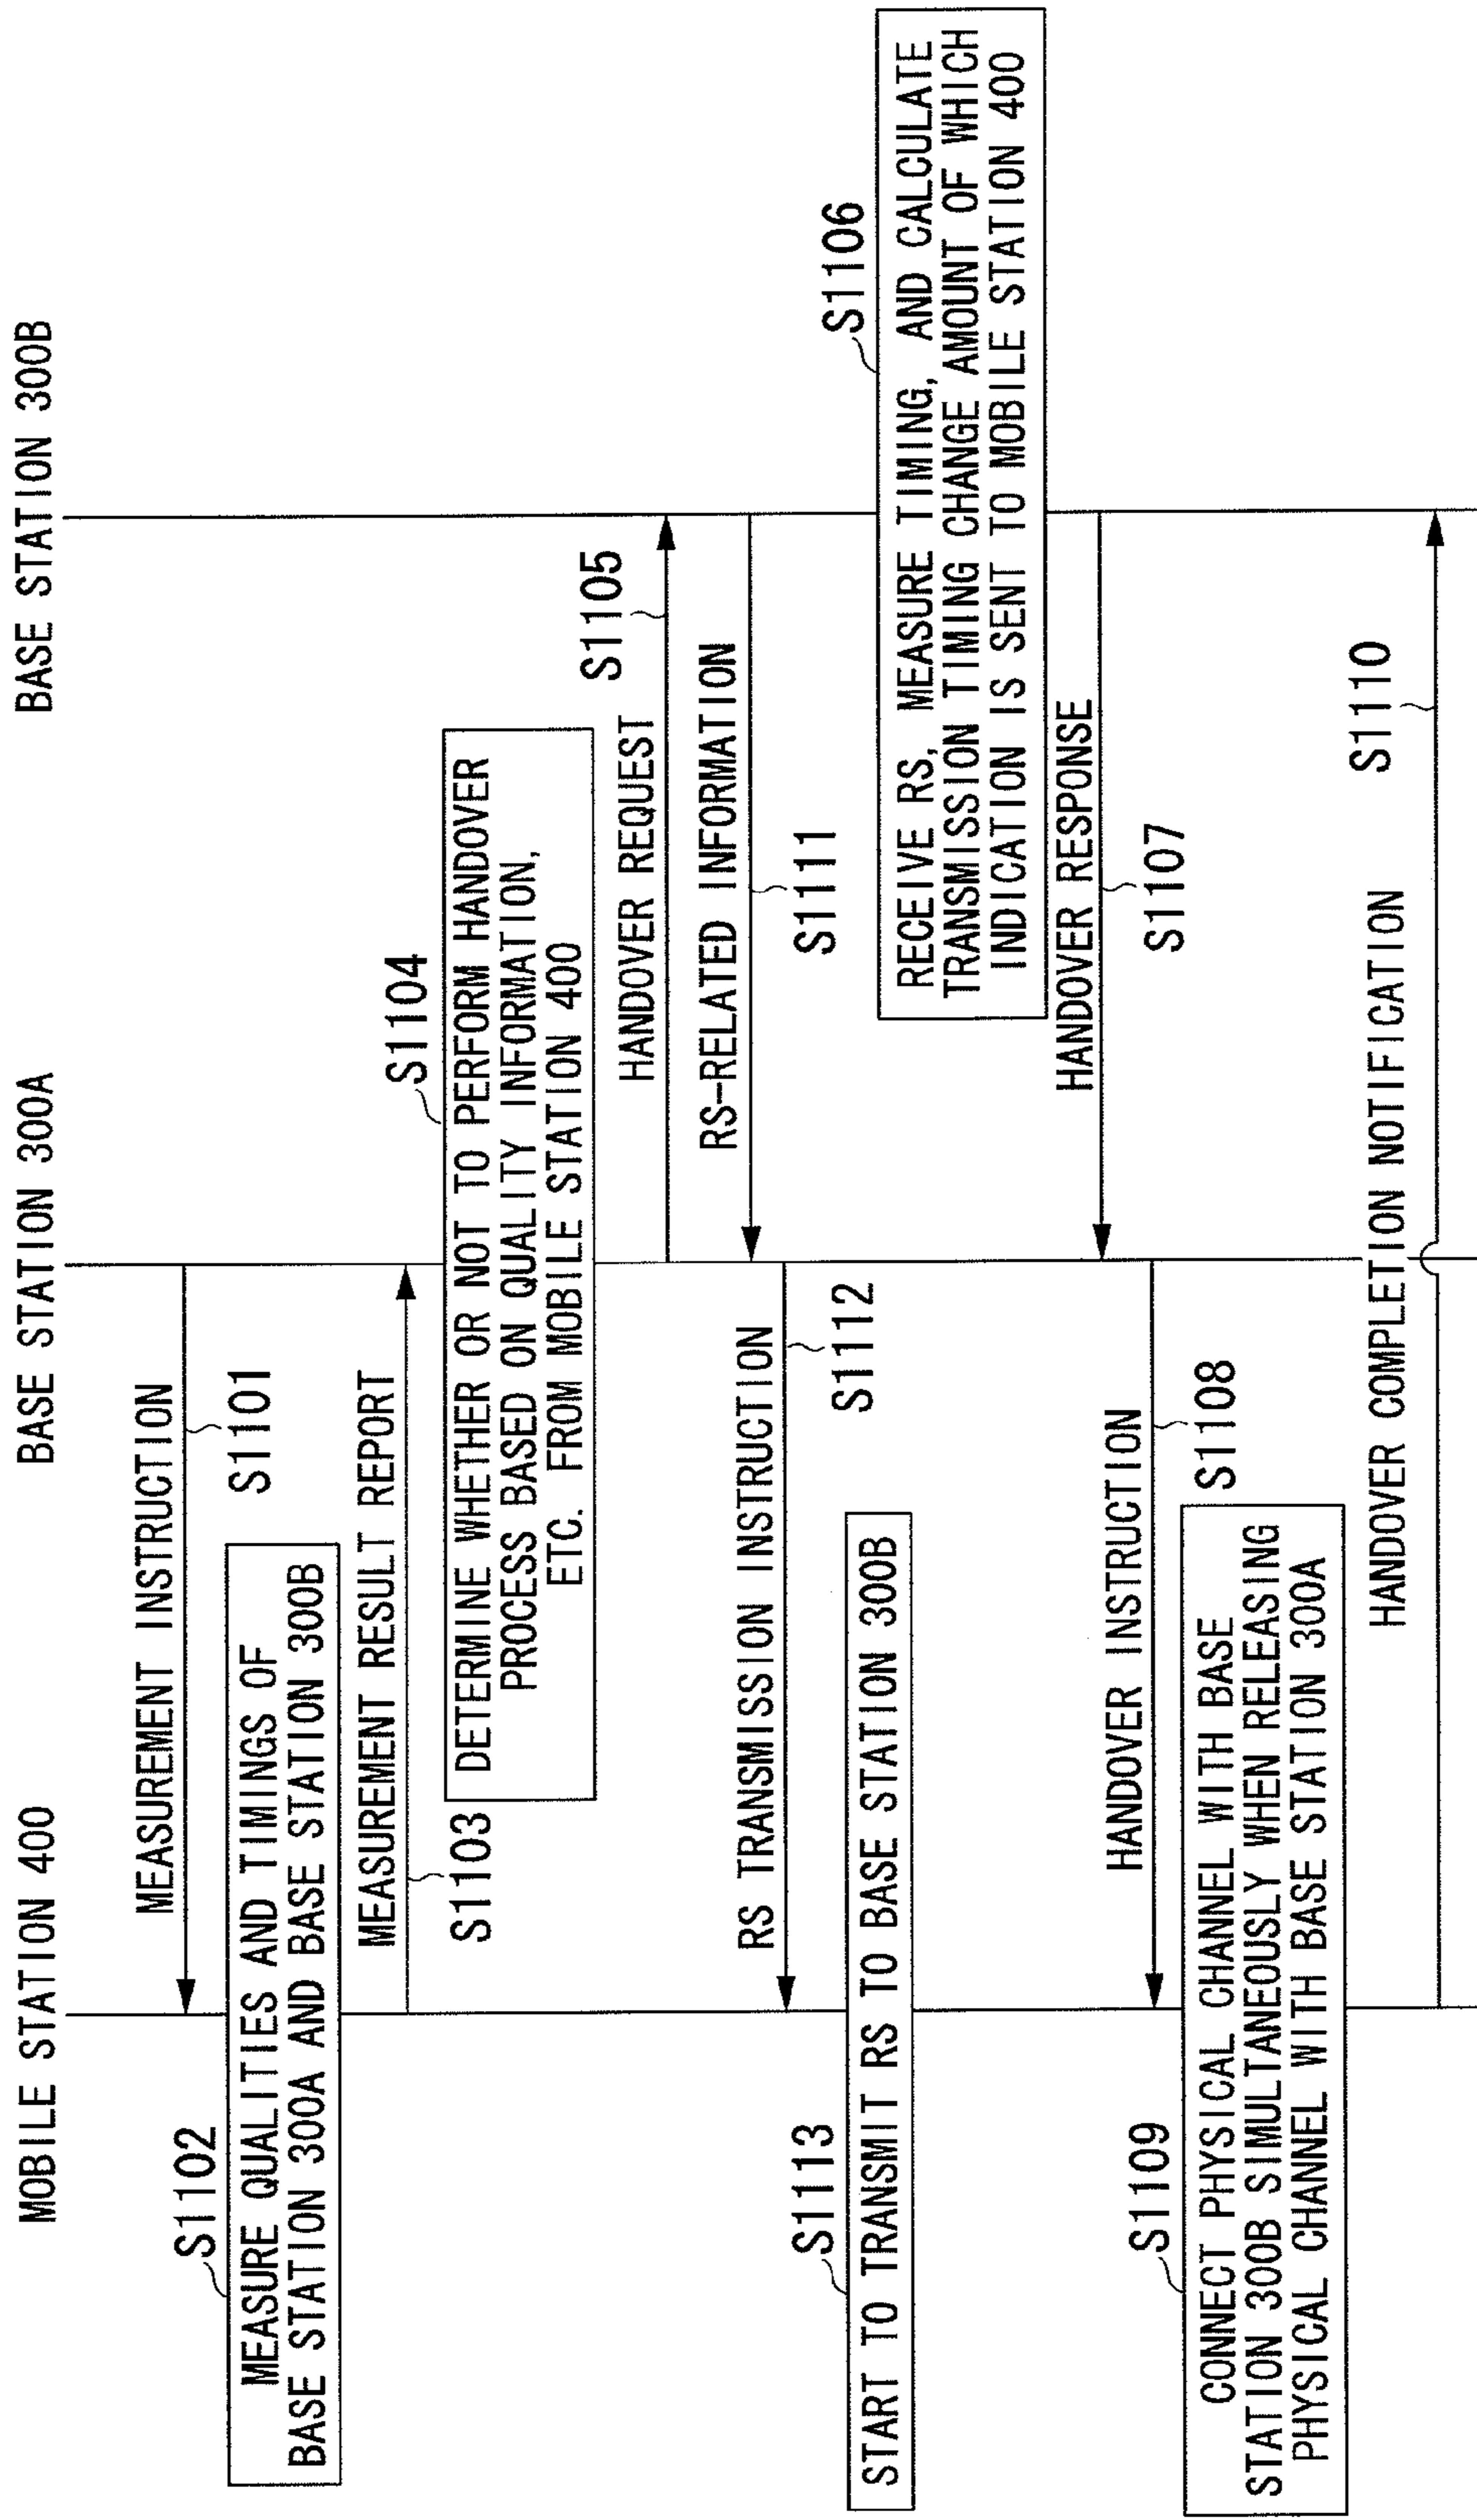 MOBILE STATION 400
BASE STATION 300A
BASE STATION 300B
MEASUREMENT INSTRUCTION
S1101
S1102
MEASURE QUALITIES AND TIMINGS OF
BASE STATION 300A AND BASE STATION 300B
MEASUREMENT RESULT REPORT
S1103
S1104
DETERMINE WHETHER OR NOT TO PERFORM HANDOVER
PROCESS BASED ON QUALITY INFORMATION,
ETC. FROM MOBILE STATION 400
S1105
HANDOVER REQUEST
RS-RELATED INFORMATION
S1111
RS TRANSMISSION INSTRUCTION
S1112
S1113
START TO TRANSMIT RS TO BASE STATION 300B
S1106
RECEIVE RS, MEASURE TIMING, AND CALCULATE
TRANSMISSION TIMING CHANGE AMOUNT OF WHICH
INDICATION IS SENT TO MOBILE STATION 400
HANDOVER RESPONSE
S1107
HANDOVER INSTRUCTION
S1108
S1109
CONNECT PHYSICAL CHANNEL WITH BASE
STATION 300B SIMULTANEOUSLY WHEN RELEASING
PHYSICAL CHANNEL WITH BASE STATION 300A
HANDOVER COMPLETION NOTIFICATION
S1110